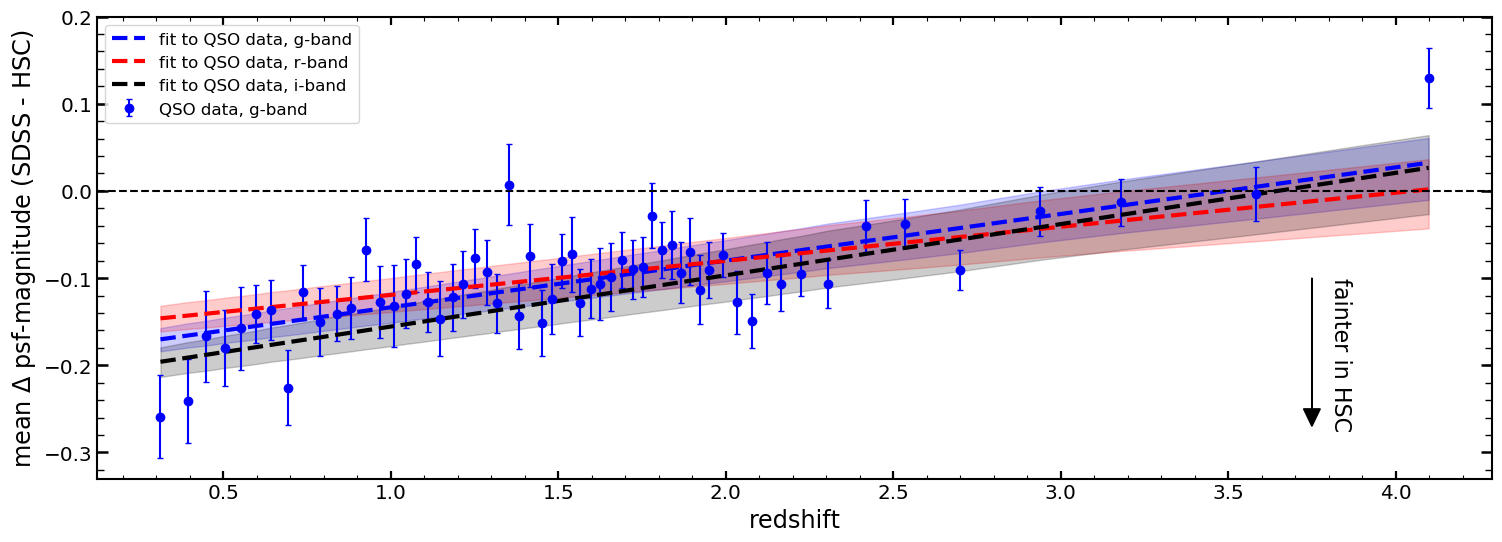 fit to QSO data, g-band
fit to QSO data, r-band
fit to QSO data, i-band
QSO data, g-band
mean Δ psf-magnitude (SDSS - HSC)
0.2
0.1
0.0
−0.1
−0.2
−0.3
fainter in HSC
0.5 1.0 1.5 2.0 2.5 3.0 3.5 4.0
redshift